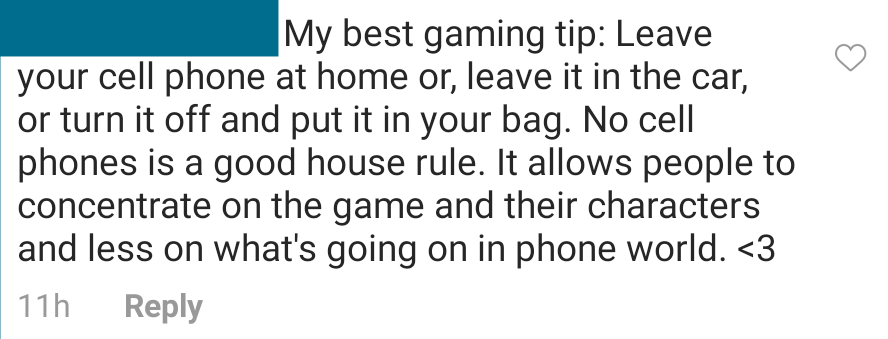 My best gaming tip: Leave
your cell phone at home or, leave it in the car,
or turn it off and put it in your bag. No cell
phones is a good house rule. It allows people to
concentrate on the game and their characters
and less on what's going on in phone world. <3
11h Reply